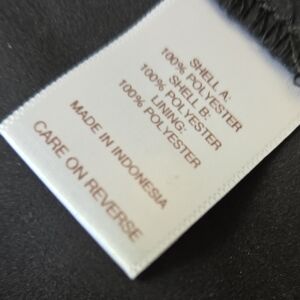 SHELL A:
100% POLYESTER
SHELL B:
100% POLYESTER
LINING:
100% POLYESTER
MADE IN INDONESIA
CARE ON REVERSE